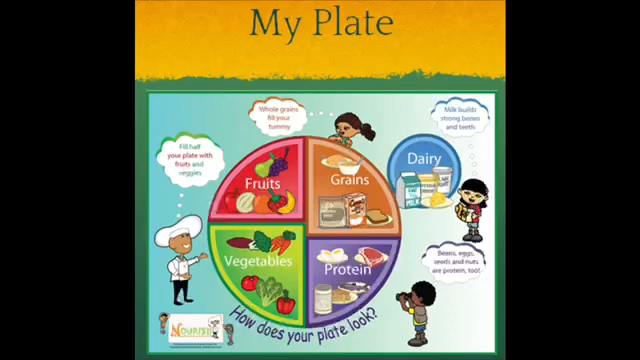 My Plate
Whole grains
fill your
tummy
Milk builds
strong bones
and teeth
Fill half
your plate with
fruits and
veggies
Dairy
Fruits
Grains
MILK
Vegetables
Protein
Beans, eggs,
seeds and nuts
are protein, too!
How does your plate look?
NOURISH